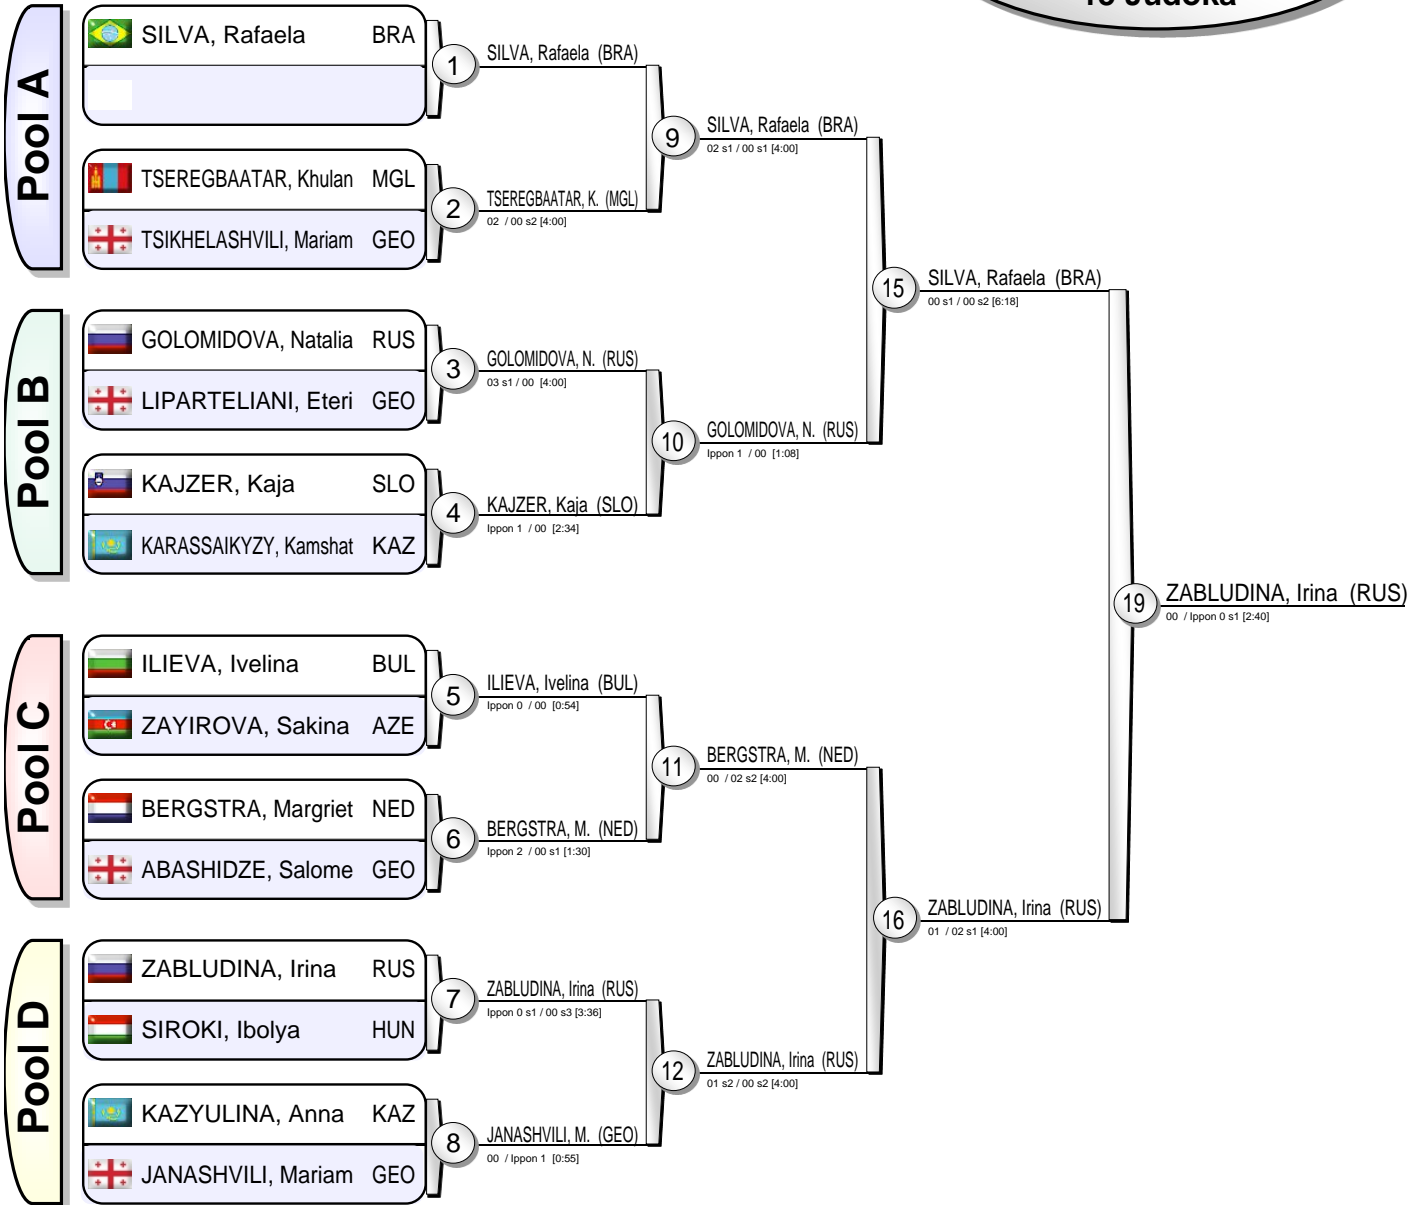 Judoka
Pool A
SILVA, Rafaela BRA
TSEREGBAATAR, Khulan MGL
TSIKHELASHVILI, Mariam GEO
Pool B
GOLOMIDOVA, Natalia RUS
LIPARTELIANI, Eteri GEO
KAJZER, Kaja SLO
KARASSAIKYZY, Kamshat KAZ
Pool C
ILIEVA, Ivelina BUL
ZAYIROVA, Sakina AZE
BERGSTRA, Margriet NED
ABASHIDZE, Salome GEO
Pool D
ZABLUDINA, Irina RUS
SIROKI, Ibolya HUN
KAZYULINA, Anna KAZ
JANASHVILI, Mariam GEO
1
SILVA, Rafaela (BRA)
2
TSEREGBAATAR, K. (MGL)
02 / 00 s2 [4:00]
3
GOLOMIDOVA, N. (RUS)
03 s1 / 00 [4:00]
4
KAJZER, Kaja (SLO)
Ippon 1 / 00 [2:34]
5
ILIEVA, Ivelina (BUL)
Ippon 0 / 00 [0:54]
6
BERGSTRA, M. (NED)
Ippon 2 / 00 s1 [1:30]
7
ZABLUDINA, Irina (RUS)
Ippon 0 s1 / 00 s3 [3:36]
8
JANASHVILI, M. (GEO)
00 / Ippon 1 [0:55]
9
SILVA, Rafaela (BRA)
02 s1 / 00 s1 [4:00]
10
GOLOMIDOVA, N. (RUS)
Ippon 1 / 00 [1:08]
11
BERGSTRA, M. (NED)
00 / 02 s2 [4:00]
12
ZABLUDINA, Irina (RUS)
01 s2 / 00 s2 [4:00]
15
SILVA, Rafaela (BRA)
00 s1 / 00 s2 [6:18]
16
ZABLUDINA, Irina (RUS)
01 / 02 s1 [4:00]
19
ZABLUDINA, Irina (RUS)
00 / Ippon 0 s1 [2:40]